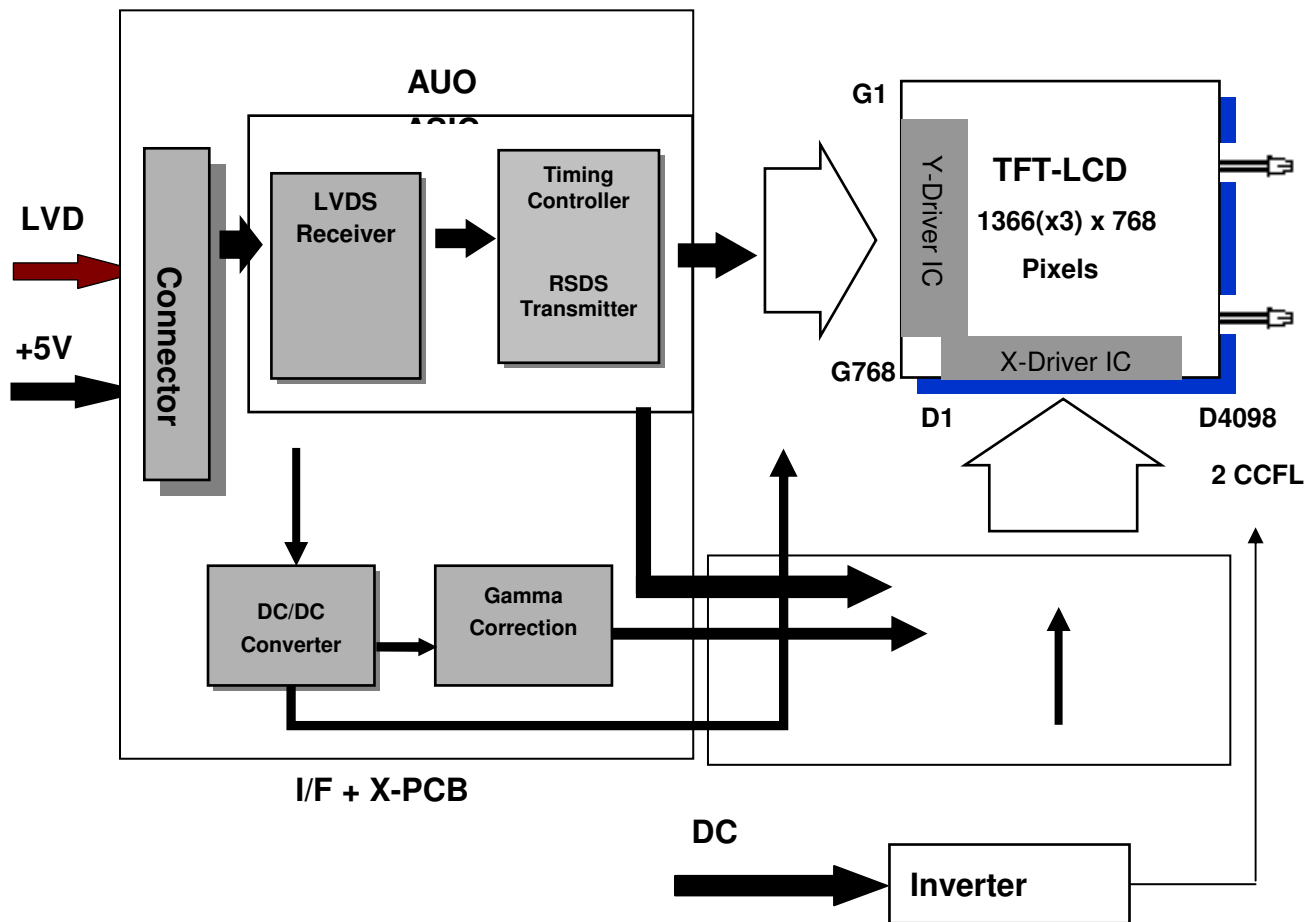 AUO
ASIC
G1
Timing
Controller
LVDS
Receiver
TFT-LCD
Y-Driver IC
LVD
1366(x3) x 768
Connector
Pixels
RSDS
Transmitter
+5V
X-Driver IC
G768
D1
D4098
2 CCFL
DC/DC
Converter
Gamma
Correction
I/F + X-PCB
DC
Inverter